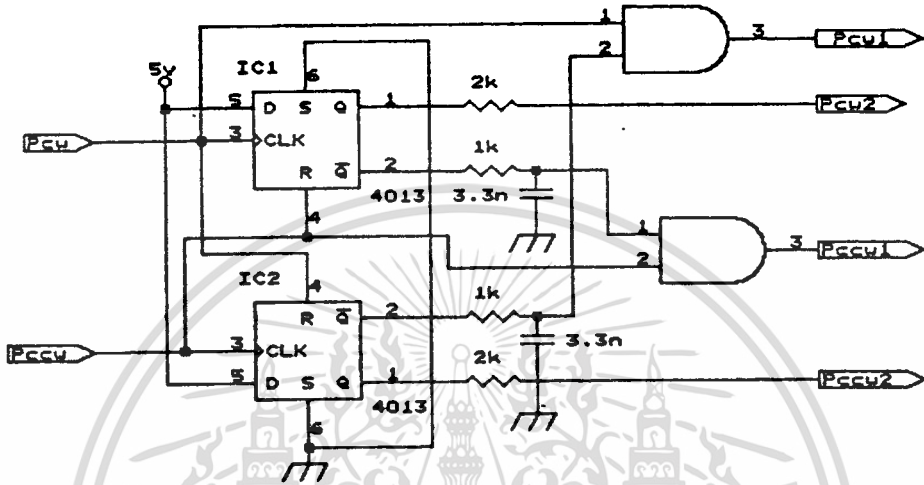 1
3
Pcw1
2
5v
IC1
6
2k
5
D S Q
1
Pcw2
Pcw
3
CLK
1k
R Q
2
4013
3.3n
4
1
3
Pccw1
2
IC2
4
1k
R Q
2
Pccw
3
CLK
3.3n
2k
5
D S Q
1
Pccw2
4013
6